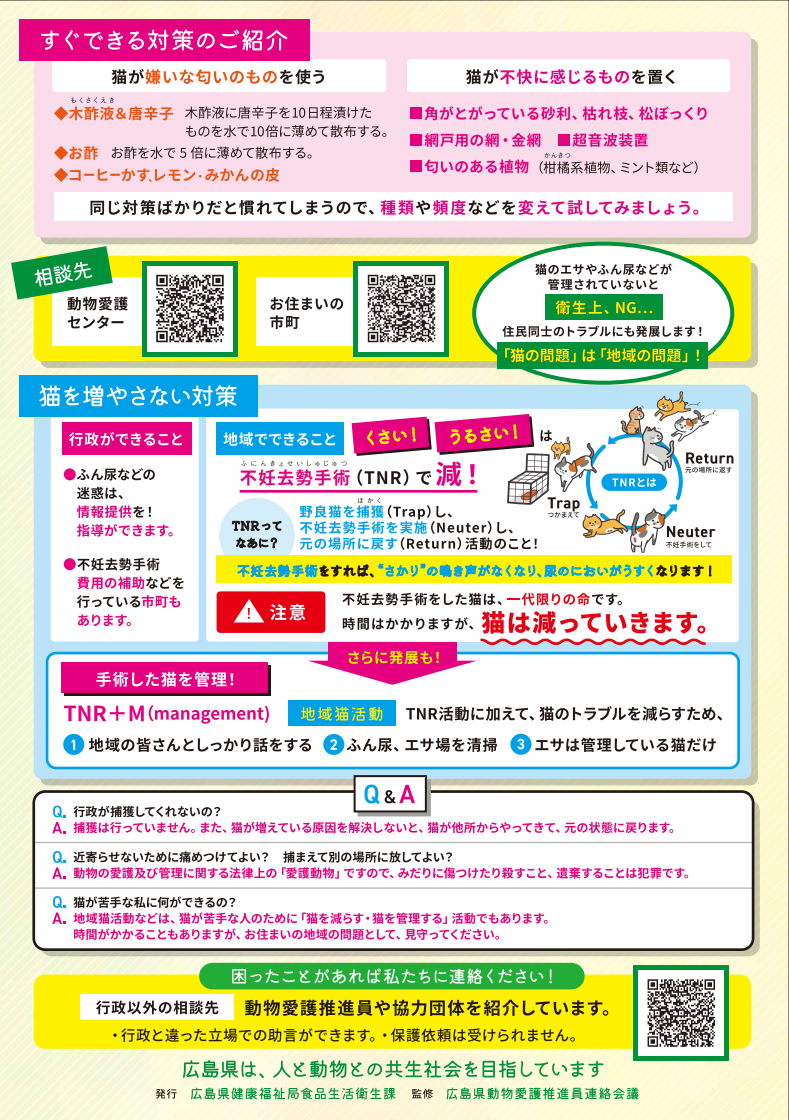 すぐできる対策のご紹介
猫が嫌いな匂いのものを使う
もくさくえき
◆木酢液&唐辛子 木酢液に唐辛子を10日程漬けた
ものを水で10倍に薄めて散布する。
◆お酢 お酢を水で5倍に薄めて散布する。
◆コーヒーかす、レモン・みかんの皮
猫が不快に感じるものを置く
■角がとがっている砂利、枯れ枝、松ぼっくり
■網戸用の網・金網 ■超音波装置
かんきつ
■匂いのある植物（柑橘系植物、ミント類など）
同じ対策ばかりだと慣れてしまうので、種類や頻度などを変えて試してみましょう。
相談先
動物愛護
センター
お住まいの
市町
猫のエサやふん尿などが
管理されていないと
衛生上、NG…
住民同士のトラブルにも発展します！
「猫の問題」は「地域の問題」！
猫を増やさない対策
行政ができること
●ふん尿などの
迷惑は、
情報提供を！
指導ができます。
●不妊去勢手術
費用の補助などを
行っている市町も
あります。
地域でできること
くさい！ うるさい！ は
ふにんきょせいしゅじゅつ
不妊去勢手術（TNR）で減！
TNRって
なあに？
ほかく
野良猫を捕獲（Trap）し、
不妊去勢手術を実施（Neuter）し、
元の場所に戻す（Return）活動のこと！
TNRとは
Return
元の場所に返す
Trap
つかまえて
Neuter
不妊手術をして
不妊去勢手術をすれば、“さかり”の鳴き声がなくなり、尿のにおいがうすくなります！
注意
不妊去勢手術をした猫は、一代限りの命です。
時間はかかりますが、猫は減っていきます。
さらに発展も！
手術した猫を管理！
TNR＋M（management） 地域猫活動 TNR活動に加えて、猫のトラブルを減らすため、
1 地域の皆さんとしっかり話をする 2 ふん尿、エサ場を清掃 3 エサは管理している猫だけ
Q&A
Q. 行政が捕獲してくれないの？
A. 捕獲は行っていません。また、猫が増えている原因を解決しないと、猫が他所からやってきて、元の状態に戻ります。
Q. 近寄らせないために痛めつけてよい？ 捕まえて別の場所に放してよい？
A. 動物の愛護及び管理に関する法律上の「愛護動物」ですので、みだりに傷つけたり殺すこと、遺棄することは犯罪です。
Q. 猫が苦手な私に何ができるの？
A. 地域猫活動などは、猫が苦手な人のために「猫を減らす・猫を管理する」活動でもあります。
時間がかかることもありますが、お住まいの地域の問題として、見守ってください。
困ったことがあれば私たちに連絡ください！
行政以外の相談先 動物愛護推進員や協力団体を紹介しています。
・行政と違った立場での助言ができます。・保護依頼は受けられません。
広島県は、人と動物との共生社会を目指しています
発行 広島県健康福祉局食品生活衛生課 監修 広島県動物愛護推進員連絡会議